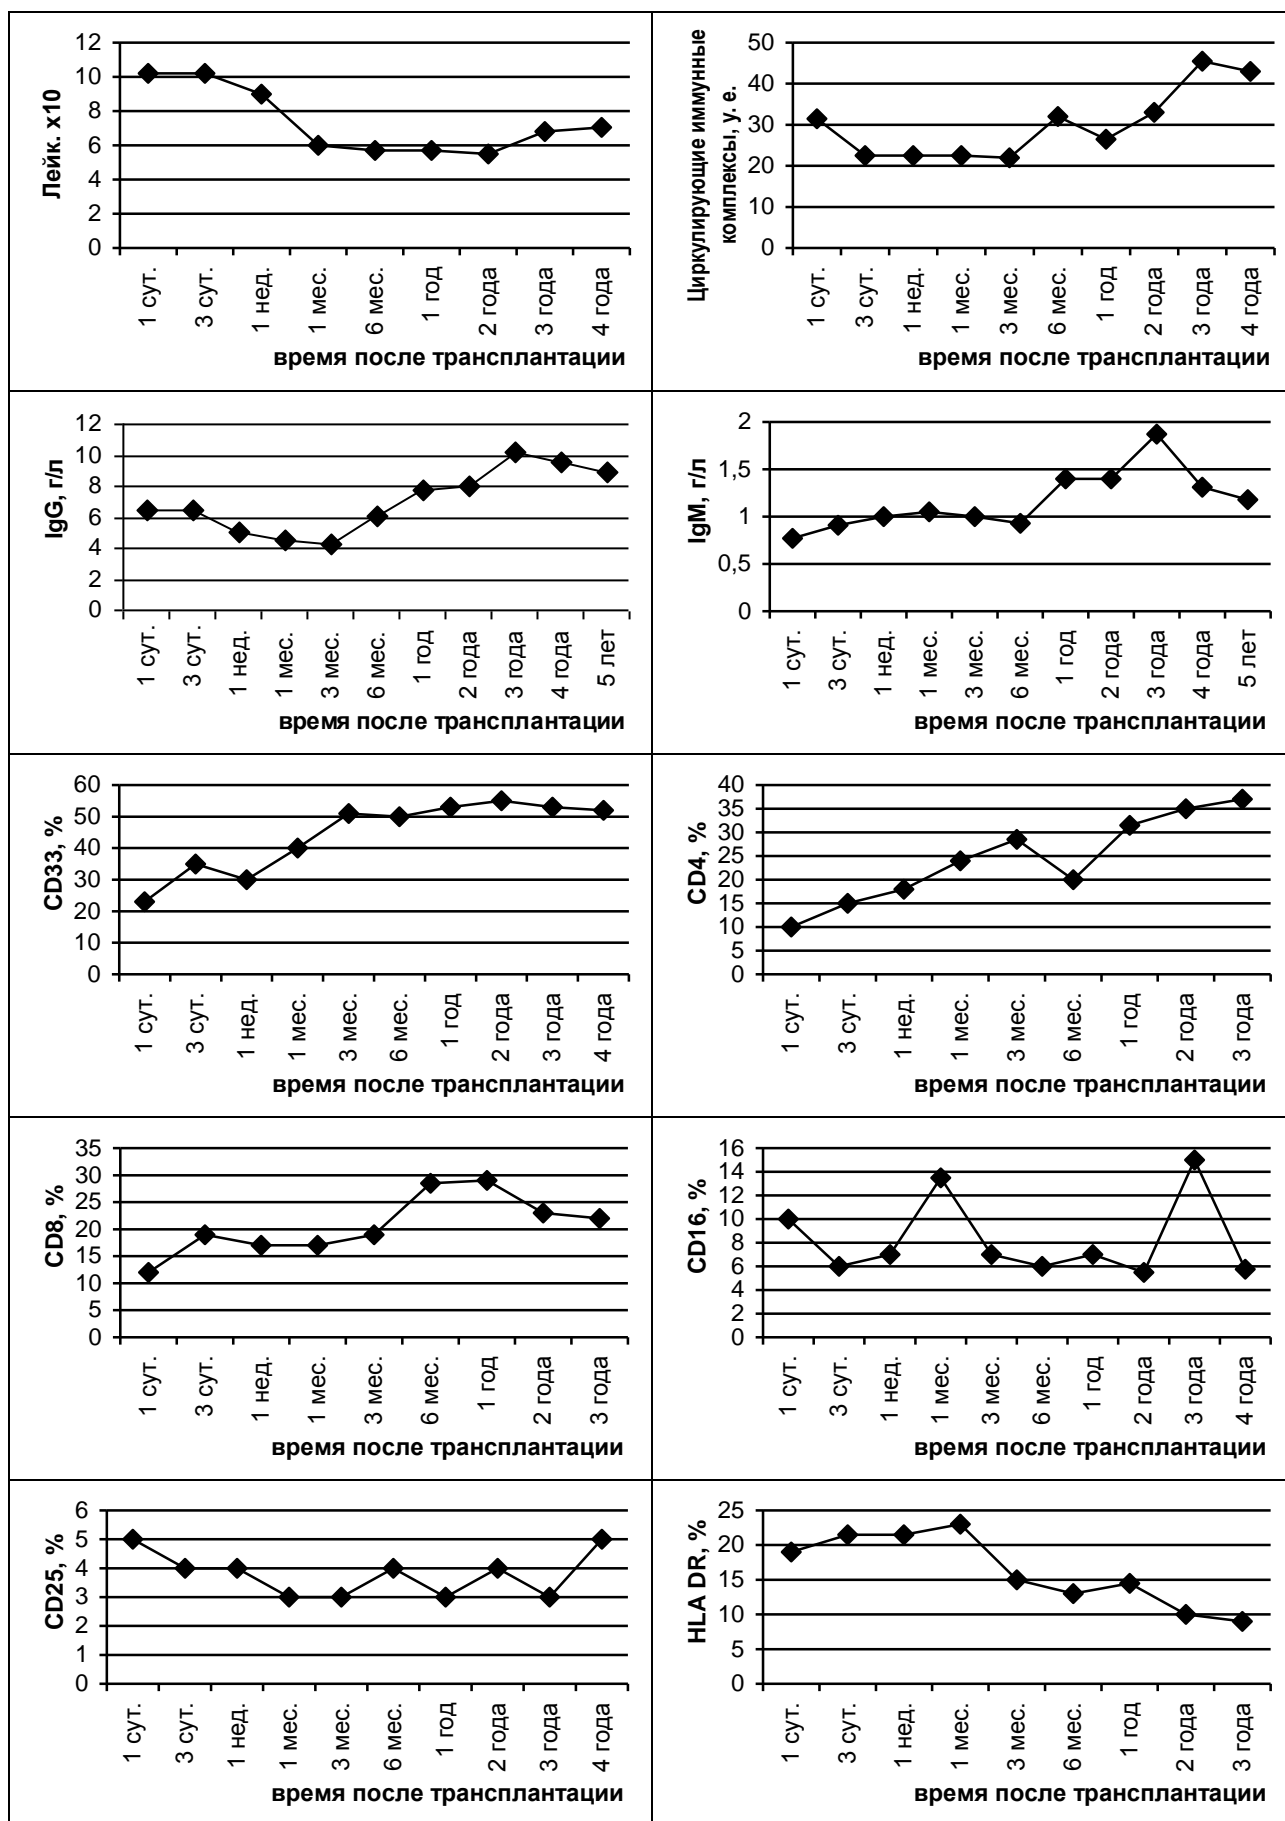 Лейк. x10
12
10
8
6
4
2
0
1 сут.
3 сут.
1 нед.
1 мес.
6 мес.
1 год
2 года
3 года
4 года
время после трансплантации
Циркулирующие иммунные
комплексы, у. е.
50
40
30
20
10
0
1 сут.
3 сут.
1 нед.
1 мес.
3 мес.
6 мес.
1 год
2 года
3 года
4 года
время после трансплантации
IgG, г/л
12
10
8
6
4
2
0
1 сут.
3 сут.
1 нед.
1 мес.
3 мес.
6 мес.
1 год
2 года
3 года
4 года
5 лет
время после трансплантации
IgM, г/л
2
1,5
1
0,5
0
1 сут.
3 сут.
1 нед.
1 мес.
3 мес.
6 мес.
1 год
2 года
3 года
4 года
5 лет
время после трансплантации
CD33, %
60
50
40
30
20
10
0
1 сут.
3 сут.
1 нед.
1 мес.
3 мес.
6 мес.
1 год
2 года
3 года
4 года
время после трансплантации
CD4, %
40
35
30
25
20
15
10
5
0
1 сут.
3 сут.
1 нед.
1 мес.
3 мес.
6 мес.
1 год
2 года
3 года
время после трансплантации
CD8, %
35
30
25
20
15
10
5
0
1 сут.
3 сут.
1 нед.
1 мес.
3 мес.
6 мес.
1 год
2 года
3 года
время после трансплантации
CD16, %
16
14
12
10
8
6
4
2
0
1 сут.
3 сут.
1 нед.
1 мес.
3 мес.
6 мес.
1 год
2 года
3 года
4 года
время после трансплантации
CD25, %
6
5
4
3
2
1
0
1 сут.
3 сут.
1 нед.
1 мес.
3 мес.
6 мес.
1 год
2 года
3 года
4 года
время после трансплантации
HLA DR, %
25
20
15
10
5
0
1 сут.
3 сут.
1 нед.
1 мес.
3 мес.
6 мес.
1 год
2 года
3 года
время после трансплантации